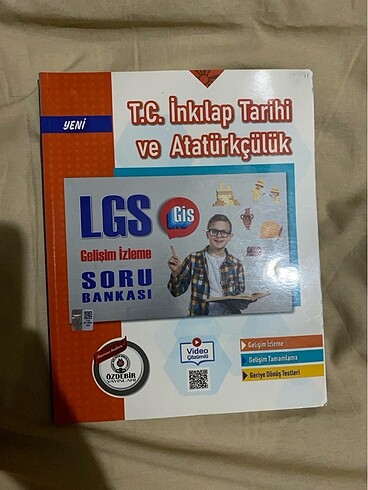 YENİ
T.C. İnkılap Tarihi
ve Atatürkçülük
LGS
Gis
Gelişim İzleme
SORU
BANKASI
Video
Çözümlü
Gelişim İzleme
Gelişim Tamamlama
Geriye Dönüş Testleri
ÖZDEBİR
YAYINLARI